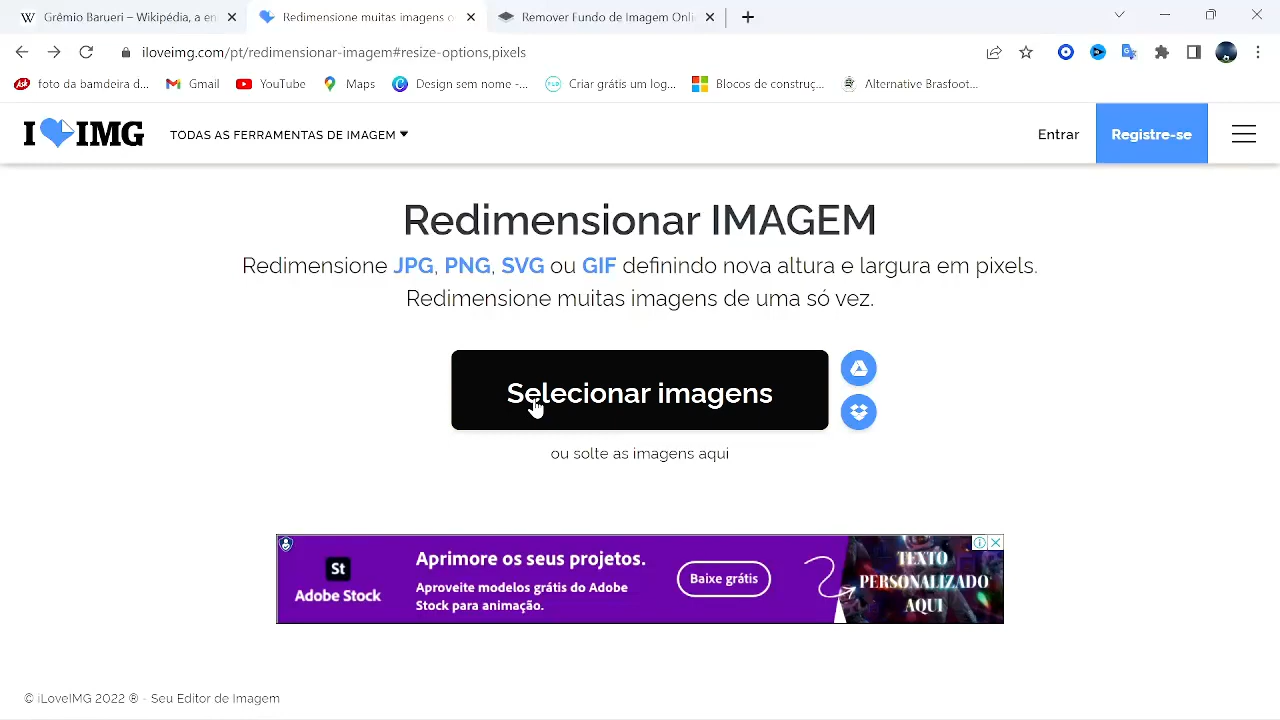 Grêmio Barueri – Wikipédia, a en
Redimensione muitas imagens o
Remover Fundo de Imagem Onli
iloveimg.com/pt/redimensionar-imagem#resize-options,pixels
foto da bamdeira d...
Gmail
YouTube
Maps
Design sem nome -...
Criar grátis um log...
Blocos de construç...
Alternative Brasfoot...
I IMG
TODAS AS FERRAMENTAS DE IMAGEM
Entrar
Registre-se
Redimensionar IMAGEM
Redimensione JPG, PNG, SVG ou GIF definindo nova altura e largura em pixels.
Redimensione muitas imagens de uma só vez.
Selecionar imagens
ou solte as imagens aqui
St
Adobe Stock
Aprimore os seus projetos.
Aproveite modelos grátis do Adobe
Stock para animação.
Baixe grátis
TEXTO
PERSONALIZADO
AQUI
© iLoveIMG 2022 ® - Seu Editor de Imagem